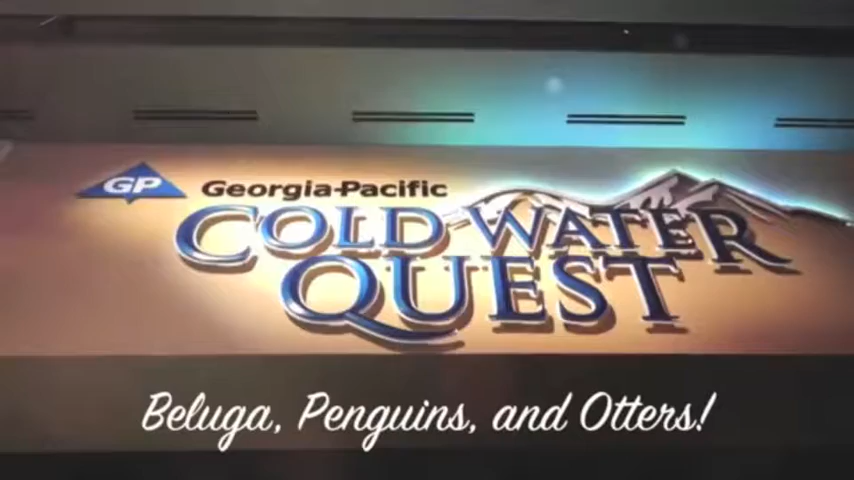 GP Georgia-Pacific
COLD WATER
QUEST
Beluga, Penguins, and Otters!